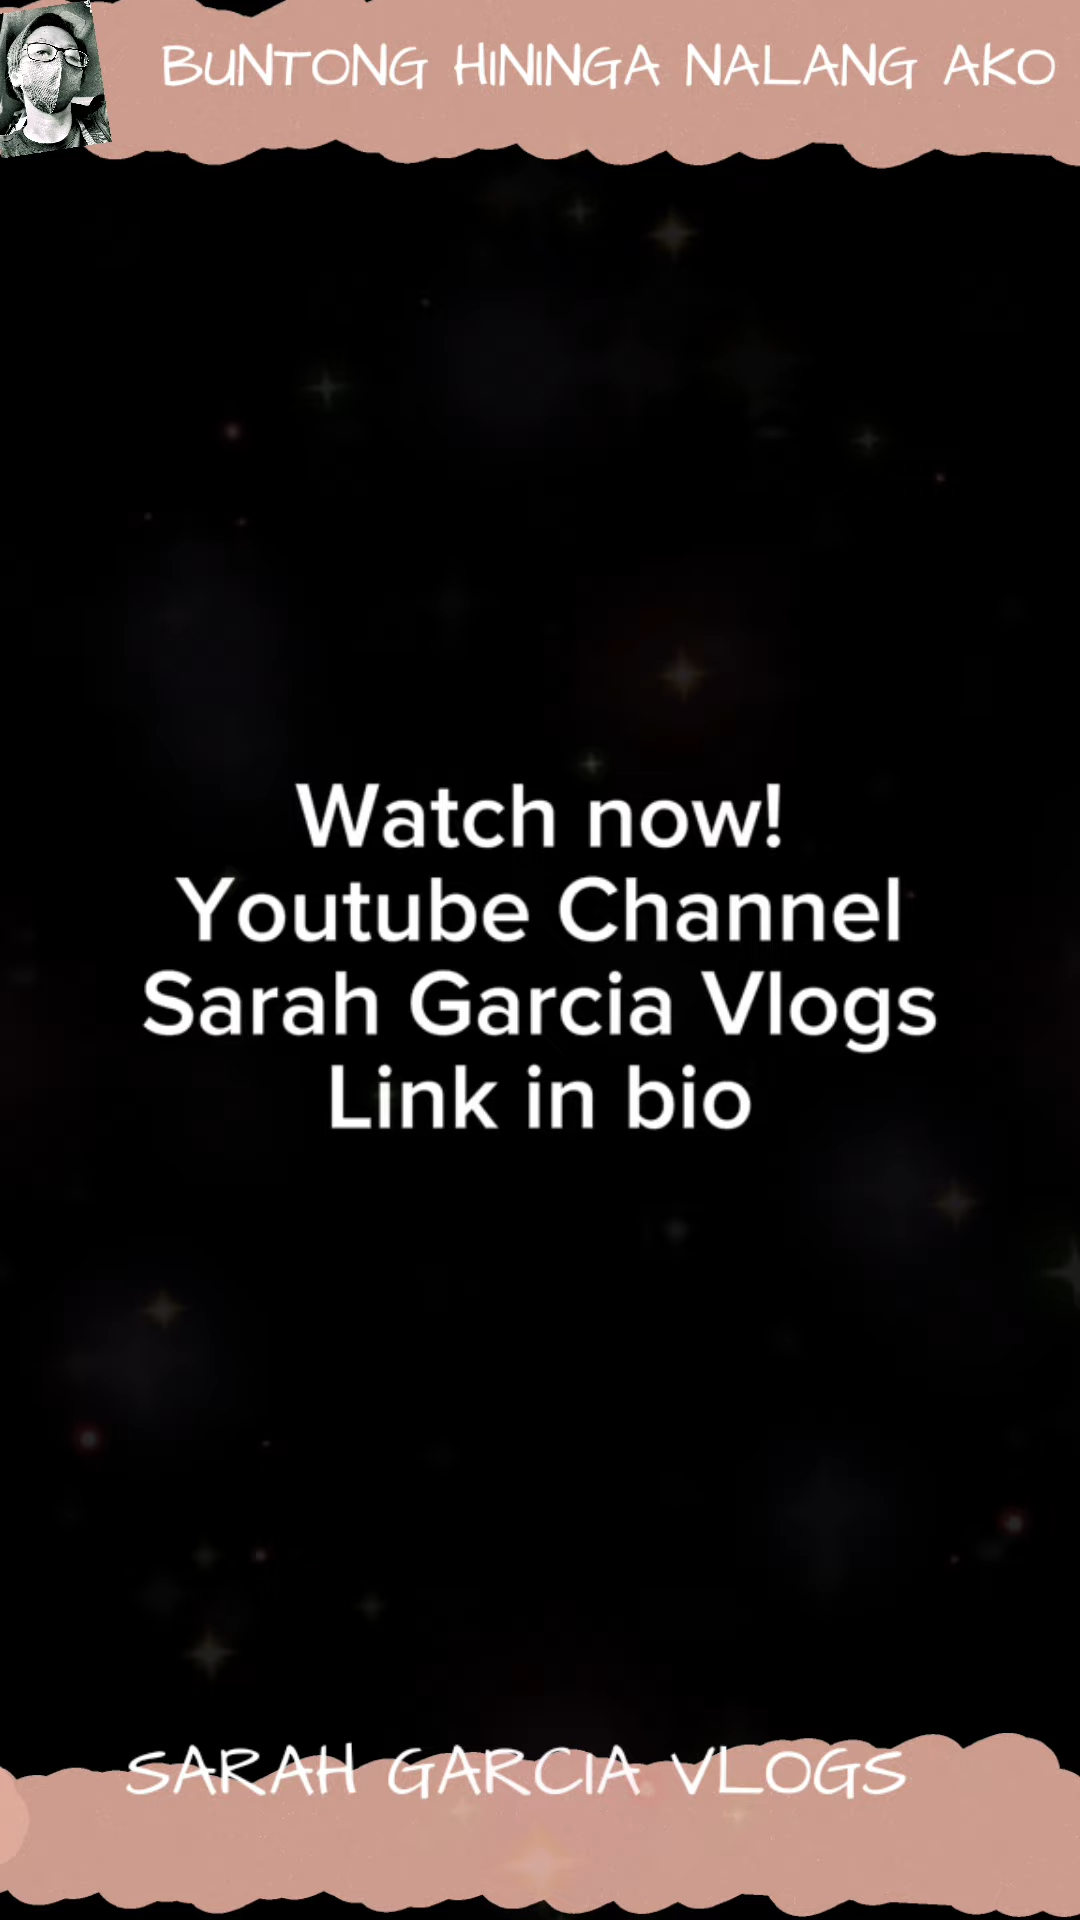 BUNTONG HININGA NALANG AKO
Watch now!
Youtube Channel
Sarah Garcia Vlogs
Link in bio
SARAH GARCIA VLOGS